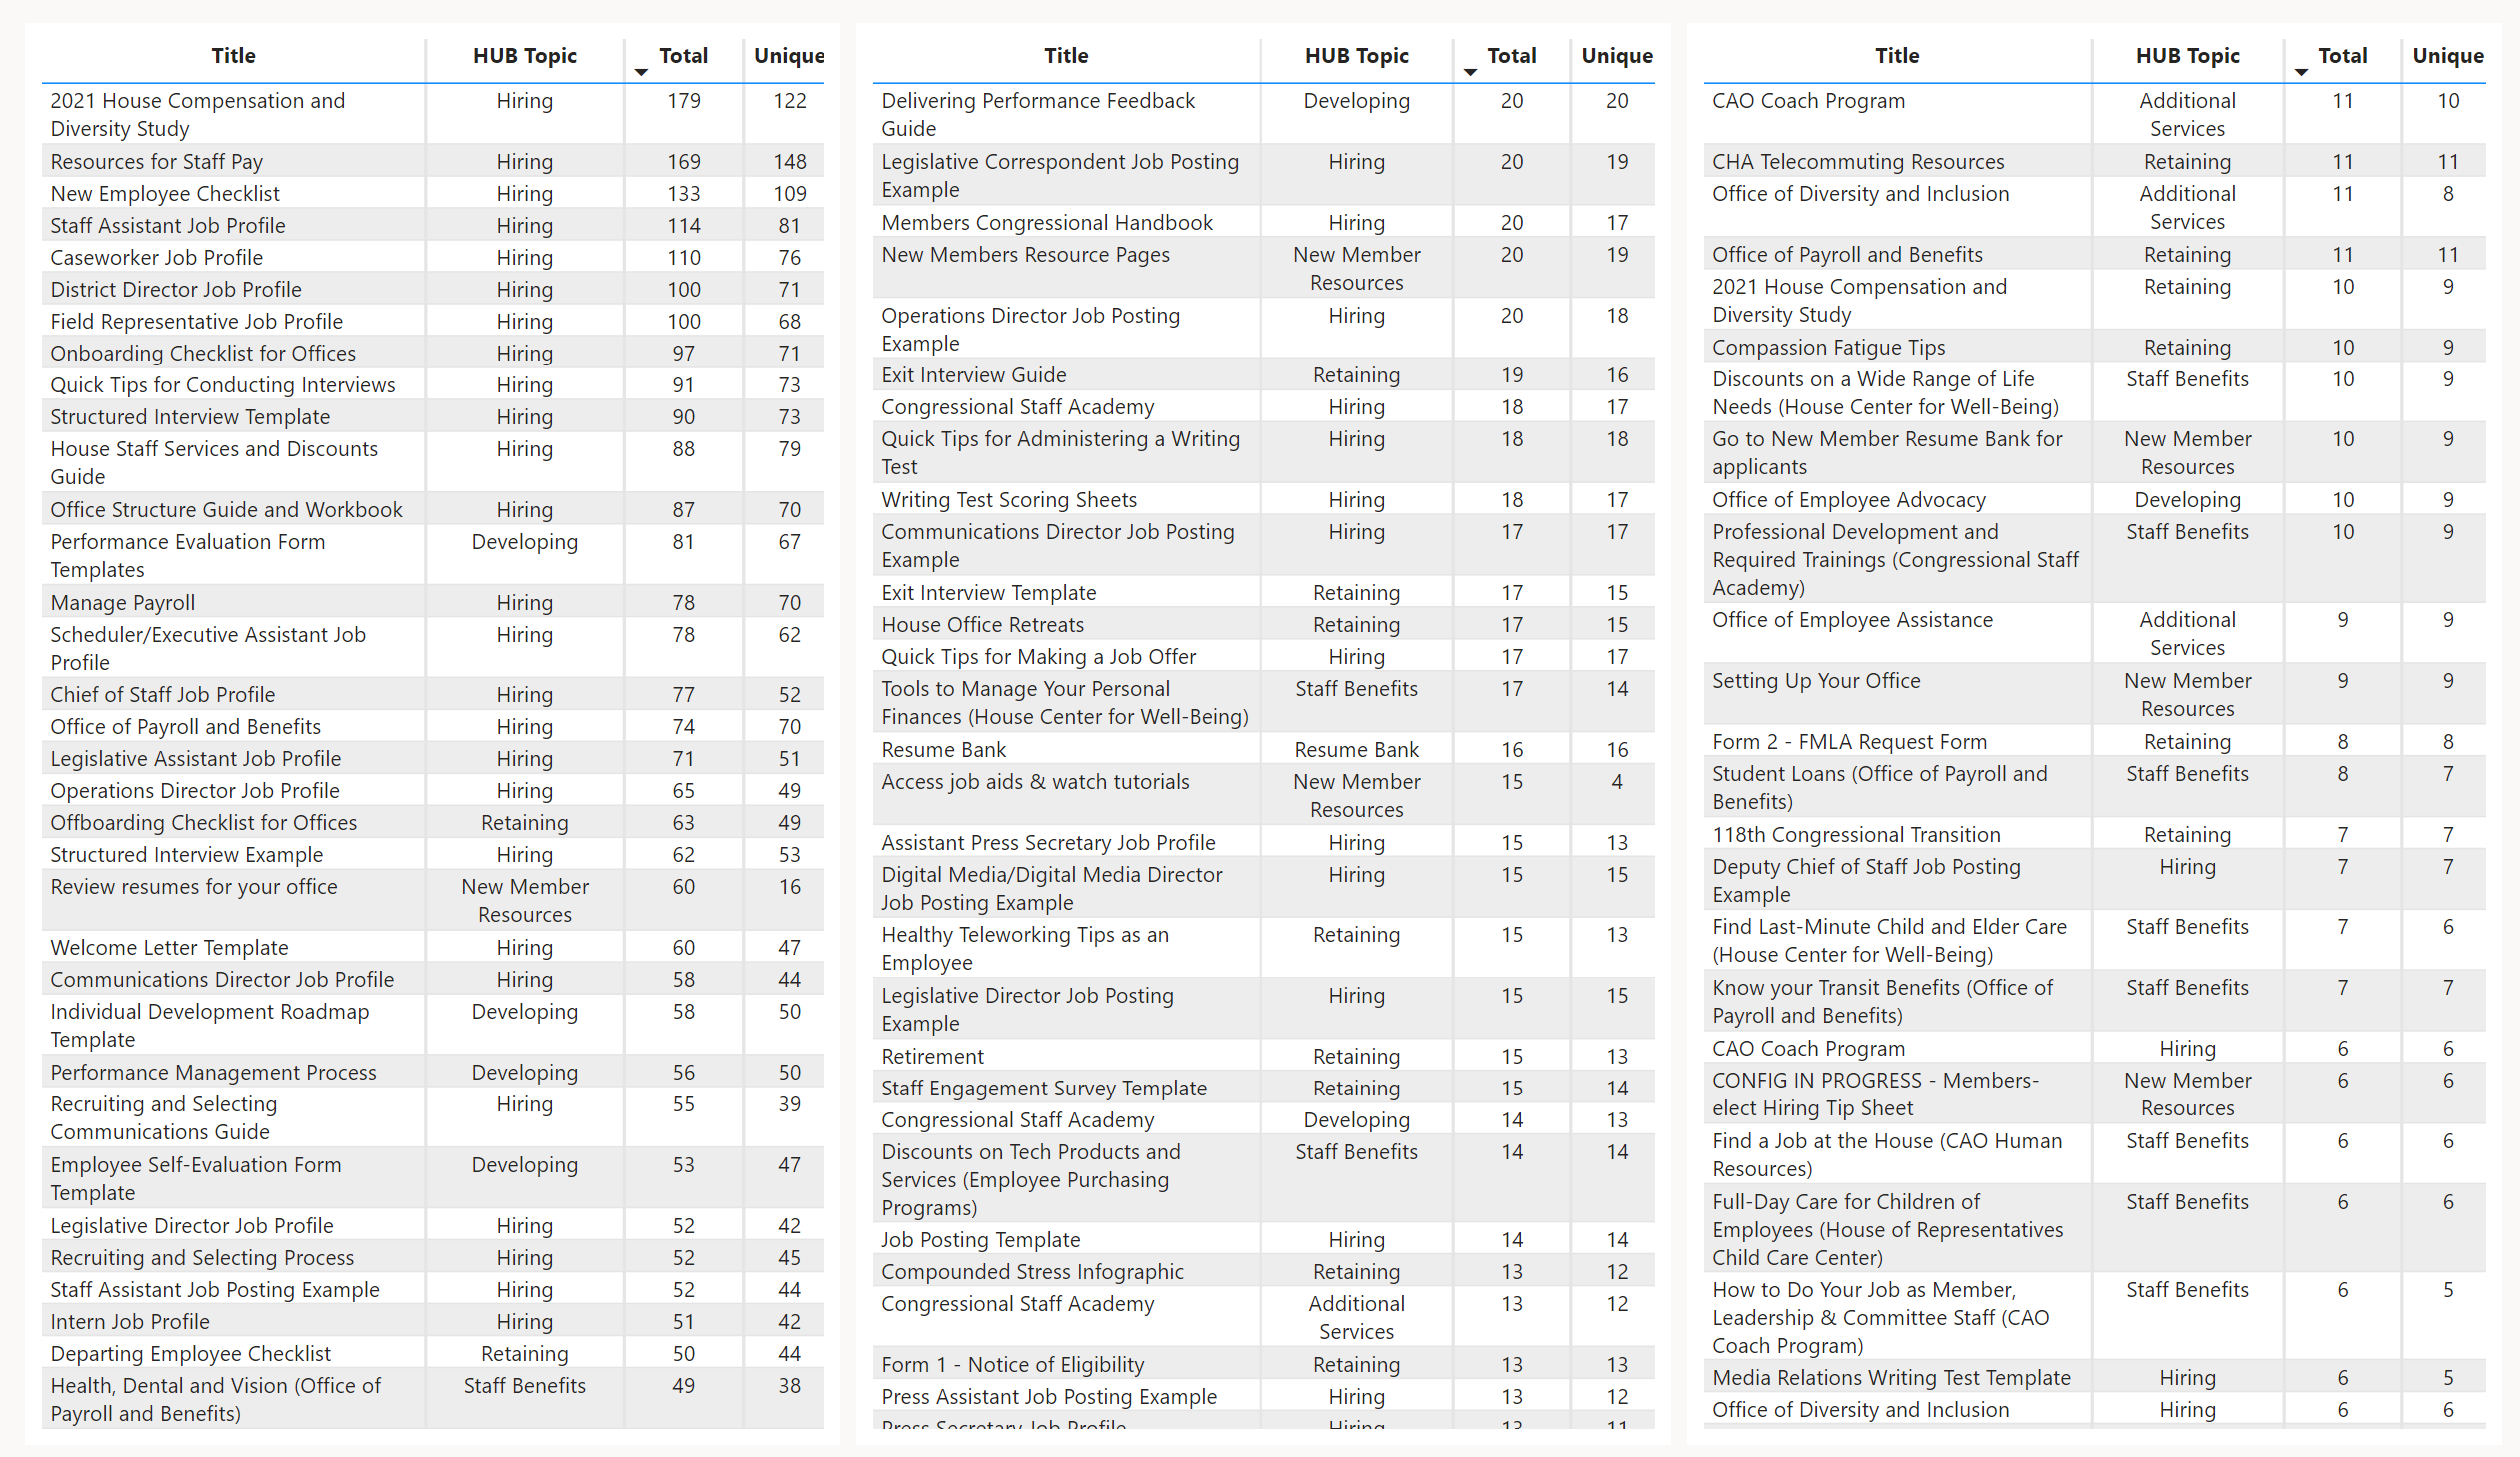 Title HUB Topic Total Unique
2021 House Compensation and Hiring 179 122
Diversity Study
Resources for Staff Pay Hiring 169 148
New Employee Checklist Hiring 133 109
Staff Assistant Job Profile Hiring 114 81
Caseworker Job Profile Hiring 110 76
District Director Job Profile Hiring 100 71
Field Representative Job Profile Hiring 100 68
Onboarding Checklist for Offices Hiring 97 71
Quick Tips for Conducting Interviews Hiring 91 73
Structured Interview Template Hiring 90 73
House Staff Services and Discounts Hiring 88 79
Guide
Office Structure Guide and Workbook Hiring 87 70
Performance Evaluation Form Developing 81 67
Templates
Manage Payroll Hiring 78 70
Scheduler/Executive Assistant Job Hiring 78 62
Profile
Chief of Staff Job Profile Hiring 77 52
Office of Payroll and Benefits Hiring 74 70
Legislative Assistant Job Profile Hiring 71 51
Operations Director Job Profile Hiring 65 49
Offboarding Checklist for Offices Retaining 63 49
Structured Interview Example Hiring 62 53
Review resumes for your office New Member 60 16
Resources
Welcome Letter Template Hiring 60 47
Communications Director Job Profile Hiring 58 44
Individual Development Roadmap Developing 58 50
Template
Performance Management Process Developing 56 50
Recruiting and Selecting Hiring 55 39
Communications Guide
Employee Self-Evaluation Form Developing 53 47
Template
Legislative Director Job Profile Hiring 52 42
Recruiting and Selecting Process Hiring 52 45
Staff Assistant Job Posting Example Hiring 52 44
Intern Job Profile Hiring 51 42
Departing Employee Checklist Retaining 50 44
Health, Dental and Vision (Office of Staff Benefits 49 38
Payroll and Benefits)
Title HUB Topic Total Unique
Delivering Performance Feedback Developing 20 20
Guide
Legislative Correspondent Job Posting Hiring 20 19
Example
Members Congressional Handbook Hiring 20 17
New Members Resource Pages New Member 20 19
Resources
Operations Director Job Posting Hiring 20 18
Example
Exit Interview Guide Retaining 19 16
Congressional Staff Academy Hiring 18 17
Quick Tips for Administering a Writing Hiring 18 18
Test
Writing Test Scoring Sheets Hiring 18 17
Communications Director Job Posting Hiring 17 17
Example
Exit Interview Template Retaining 17 15
House Office Retreats Retaining 17 15
Quick Tips for Making a Job Offer Hiring 17 17
Tools to Manage Your Personal Staff Benefits 17 14
Finances (House Center for Well-Being)
Resume Bank Resume Bank 16 16
Access job aids & watch tutorials New Member 15 4
Resources
Assistant Press Secretary Job Profile Hiring 15 13
Digital Media/Digital Media Director Hiring 15 15
Job Posting Example
Healthy Teleworking Tips as an Retaining 15 13
Employee
Legislative Director Job Posting Hiring 15 15
Example
Retirement Retaining 15 13
Staff Engagement Survey Template Retaining 15 14
Congressional Staff Academy Developing 14 13
Discounts on Tech Products and Staff Benefits 14 14
Services (Employee Purchasing
Programs)
Job Posting Template Hiring 14 14
Compounded Stress Infographic Retaining 13 12
Congressional Staff Academy Additional 13 12
Services
Form 1 - Notice of Eligibility Retaining 13 13
Press Assistant Job Posting Example Hiring 13 12
Press Secretary Job Profile Hiring 13 11
Title HUB Topic Total Unique
CAO Coach Program Additional 11 10
Services
CHA Telecommuting Resources Retaining 11 11
Office of Diversity and Inclusion Additional 11 8
Services
Office of Payroll and Benefits Retaining 11 11
2021 House Compensation and Retaining 10 9
Diversity Study
Compassion Fatigue Tips Retaining 10 9
Discounts on a Wide Range of Life Staff Benefits 10 9
Needs (House Center for Well-Being)
Go to New Member Resume Bank for New Member 10 9
applicants Resources
Office of Employee Advocacy Developing 10 9
Professional Development and Staff Benefits 10 9
Required Trainings (Congressional Staff
Academy)
Office of Employee Assistance Additional 9 9
Services
Setting Up Your Office New Member 9 9
Resources
Form 2 - FMLA Request Form Retaining 8 8
Student Loans (Office of Payroll and Staff Benefits 8 7
Benefits)
118th Congressional Transition Retaining 7 7
Deputy Chief of Staff Job Posting Hiring 7 7
Example
Find Last-Minute Child and Elder Care Staff Benefits 7 6
(House Center for Well-Being)
Know your Transit Benefits (Office of Staff Benefits 7 7
Payroll and Benefits)
CAO Coach Program Hiring 6 6
CONFIG IN PROGRESS - Members- New Member 6 6
elect Hiring Tip Sheet Resources
Find a Job at the House (CAO Human Staff Benefits 6 6
Resources)
Full-Day Care for Children of Staff Benefits 6 6
Employees (House of Representatives
Child Care Center)
How to Do Your Job as Member, Staff Benefits 6 5
Leadership & Committee Staff (CAO
Coach Program)
Media Relations Writing Test Template Hiring 6 5
Office of Diversity and Inclusion Hiring 6 6